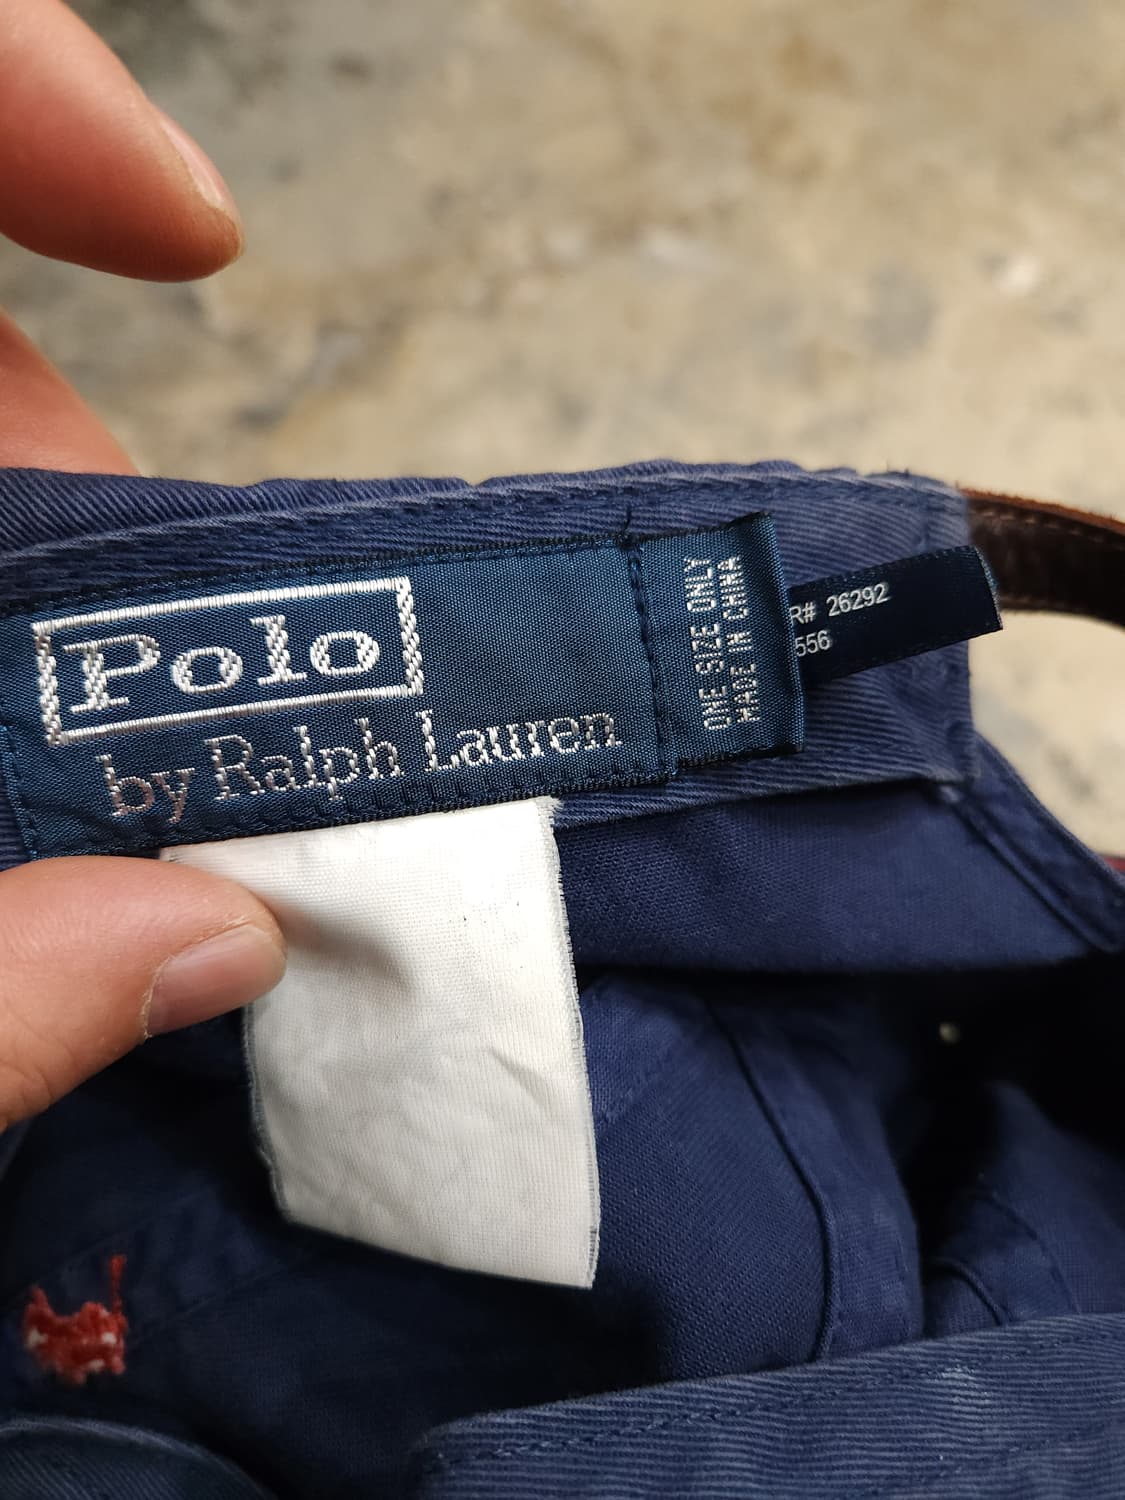 Polo
by Ralph Lauren
ONE SIZE ONLY
MADE IN CHINA
R# 26292
556